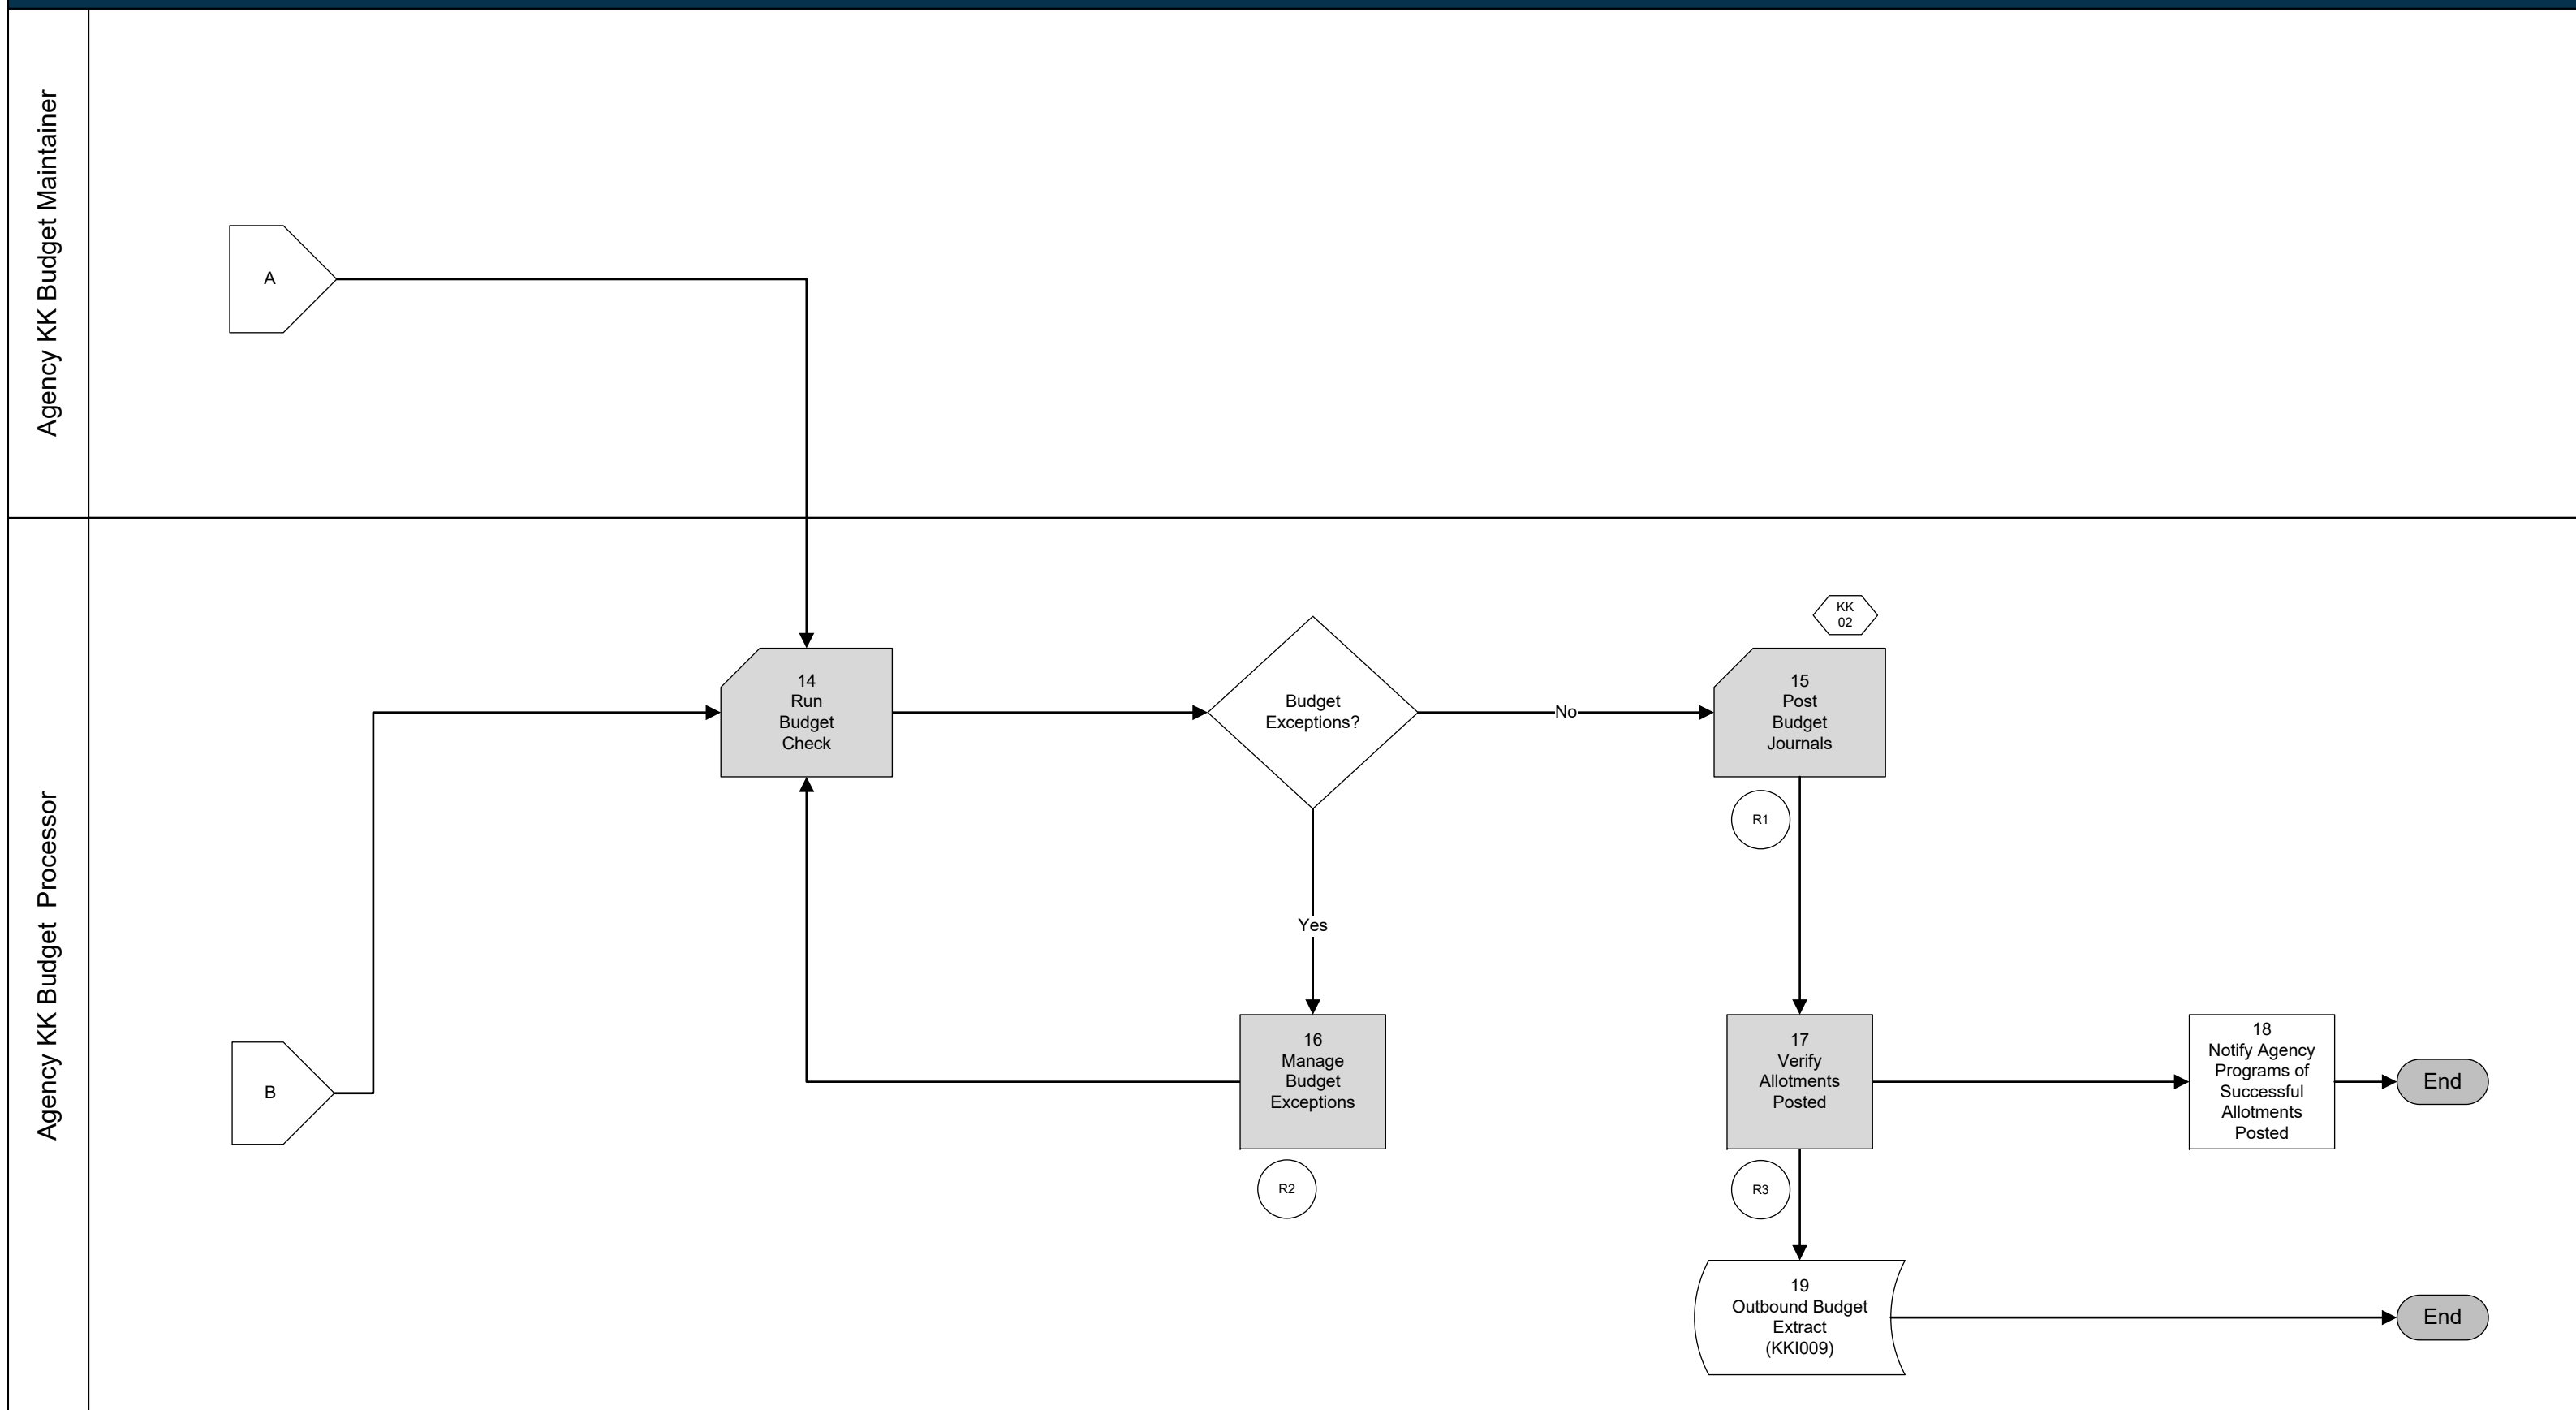 Agency KK Budget Maintainer
A
Agency KK Budget Processor
B
14
Run
Budget
Check
Budget
Exceptions?
No
Yes
KK
02
15
Post
Budget
Journals
R1
16
Manage
Budget
Exceptions
R2
17
Verify
Allotments
Posted
R3
18
Notify Agency
Programs of
Successful
Allotments
Posted
End
19
Outbound Budget
Extract
(KKI009)
End